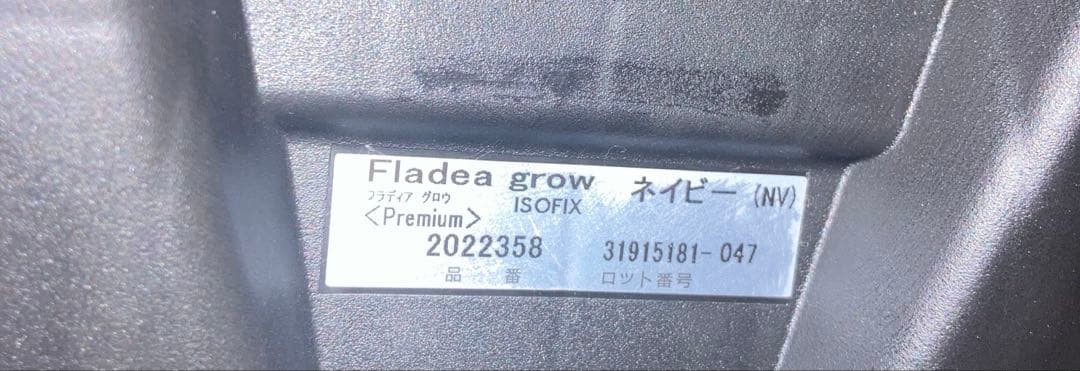 Fladea grow ネイビー (NV)
フラディア グロウ ISOFIX
<Premium>
2022358 31915181-047
品番 ロット番号